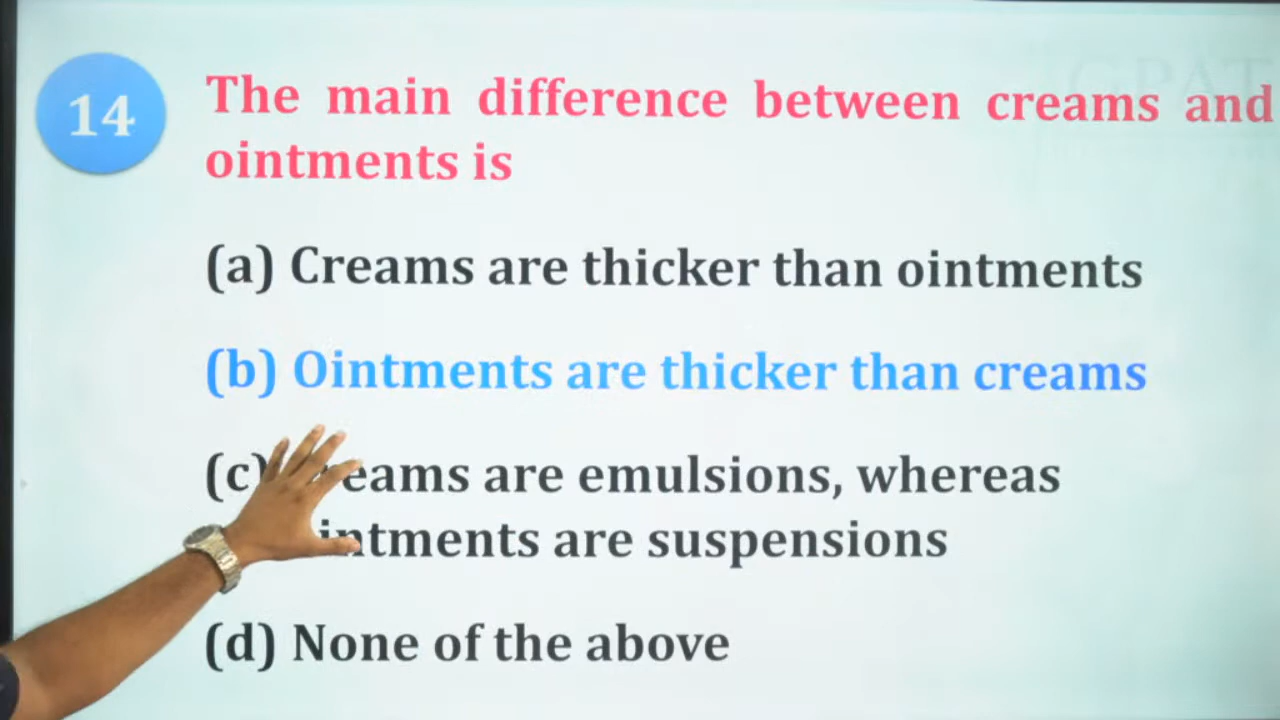 14
The main difference between creams and
ointments is
(a) Creams are thicker than ointments
(b) Ointments are thicker than creams
(c) are emulsions, whereas
are suspensions
(d) None of the above